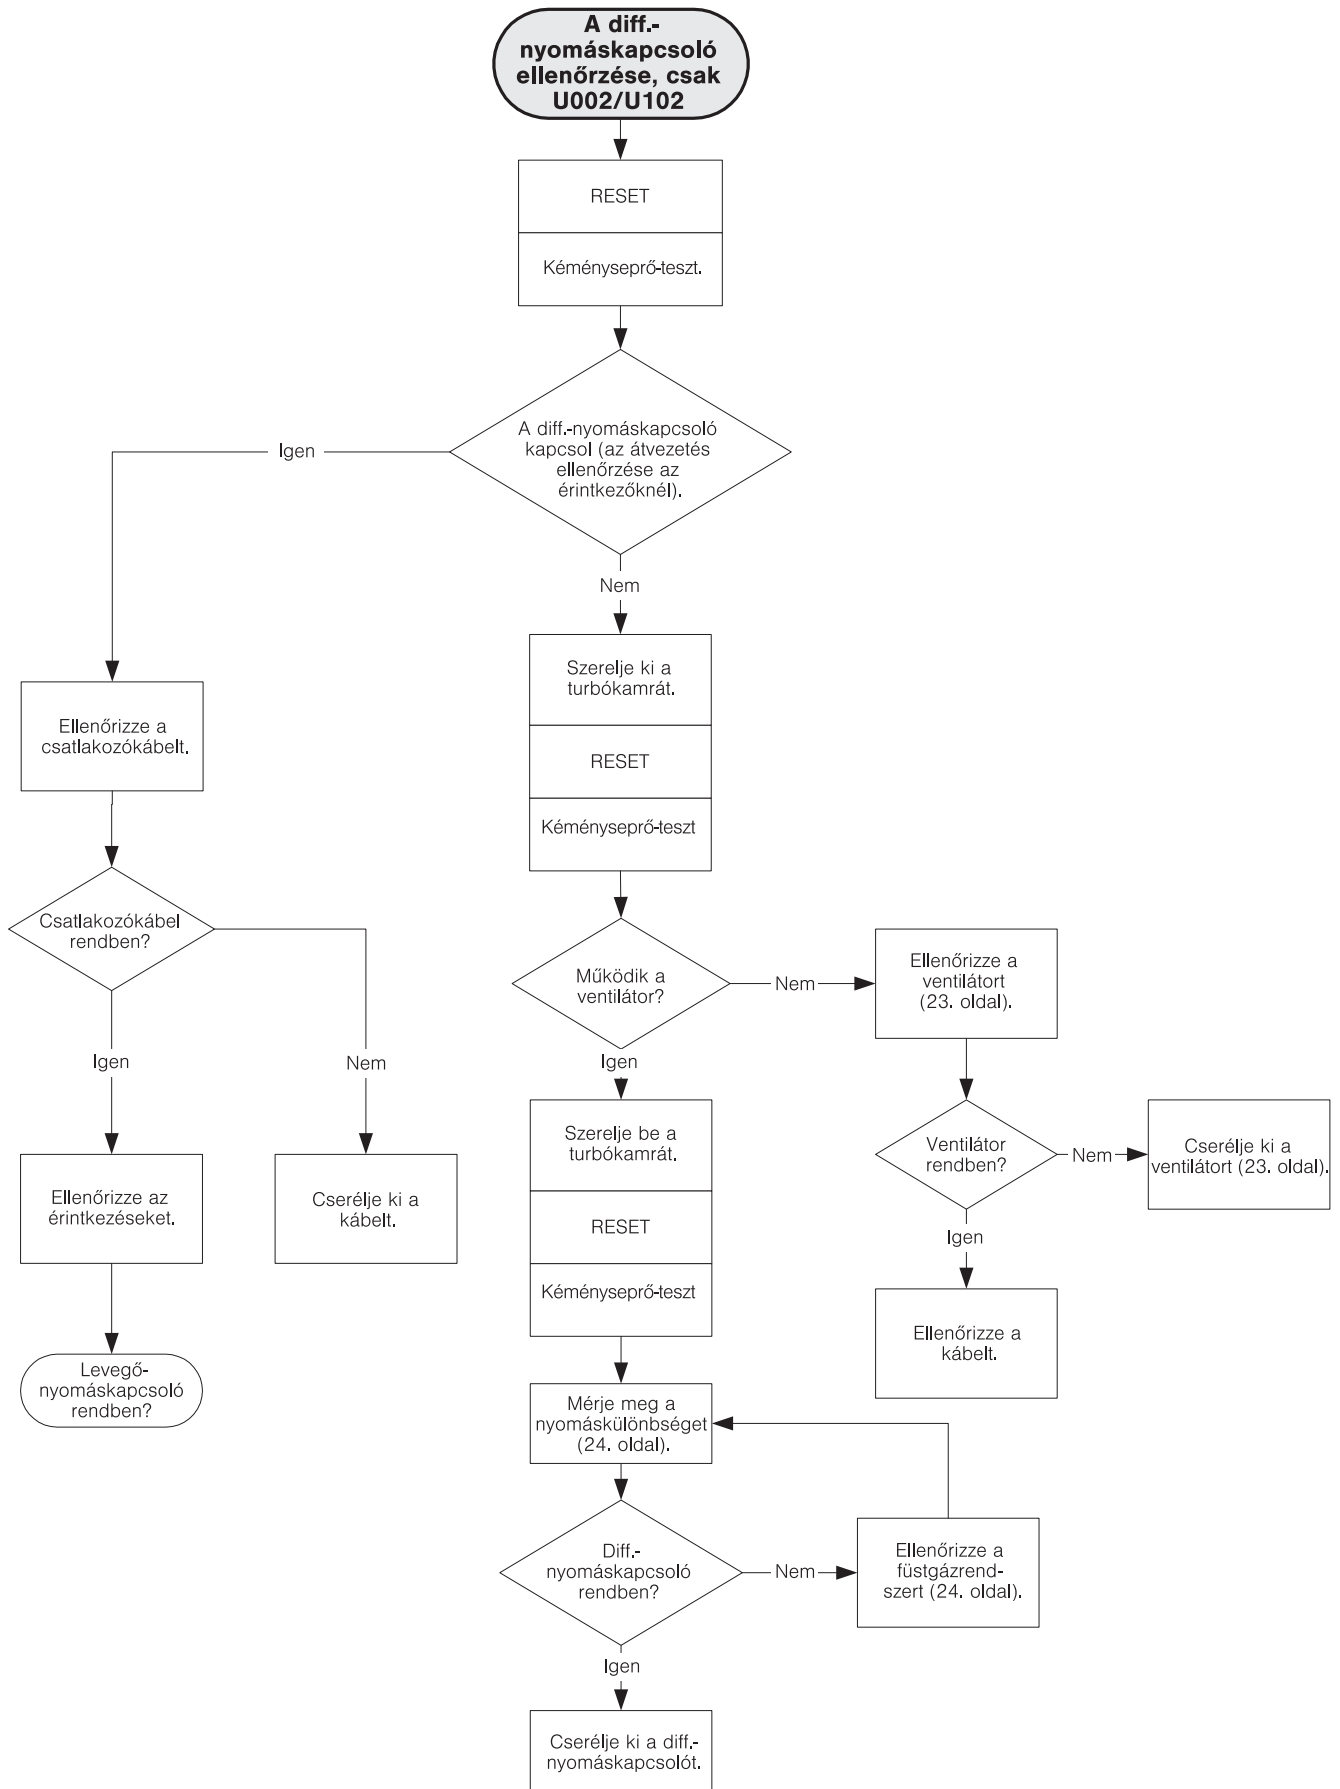 A diff.-
nyomáskapcsoló
ellenőrzése, csak
U002/U102
RESET
Kéményseprő-teszt.
A diff.-nyomáskapcsoló
kapcsol (az átvezetés
ellenőrzése az
érintkezőknél).
Igen
Nem
Szerelje ki a
turbókamrát.
RESET
Kéményseprő-teszt
Ellenőrizze a
csatlakozókábelt.
Csatlakozókábel
rendben?
Igen
Nem
Ellenőrizze az
érintkezéseket.
Cserélje ki a
kábelt.
Levegő-
nyomáskapcsoló
rendben?
Működik a
ventilátor?
Nem
Ellenőrizze a
ventilátort
(23. oldal).
Igen
Szerelje be a
turbókamrát.
RESET
Kéményseprő-teszt
Ventilátor
rendben?
Nem
Cserélje ki a
ventilátort (23. oldal).
Igen
Ellenőrizze a
kábelt.
Mérje meg a
nyomáskülönbséget
(24. oldal).
Diff.-
nyomáskapcsoló
rendben?
Nem
Ellenőrizze a
füstgázrend-
szert (24. oldal).
Igen
Cserélje ki a diff.-
nyomáskapcsolót.